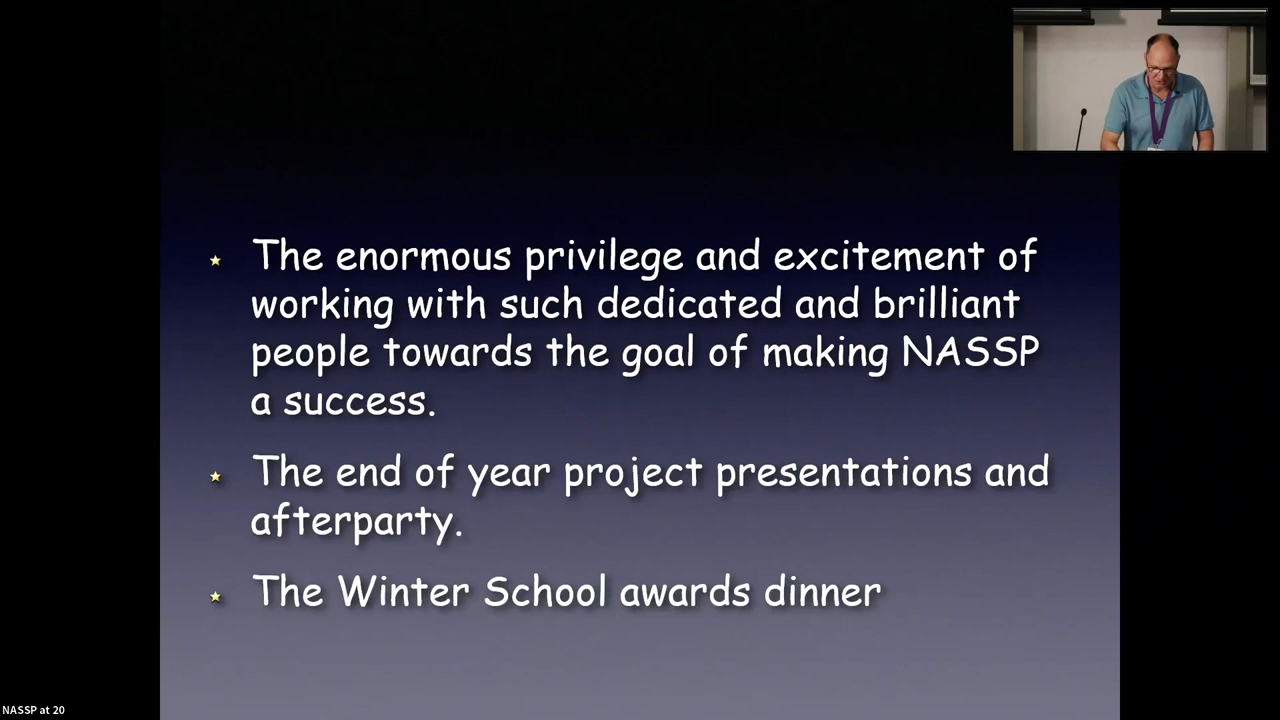 The enormous privilege and excitement of
working with such dedicated and brilliant
people towards the goal of making NASSP
a success.
The end of year project presentations and
afterparty.
The Winter School awards dinner
NASSP at 20